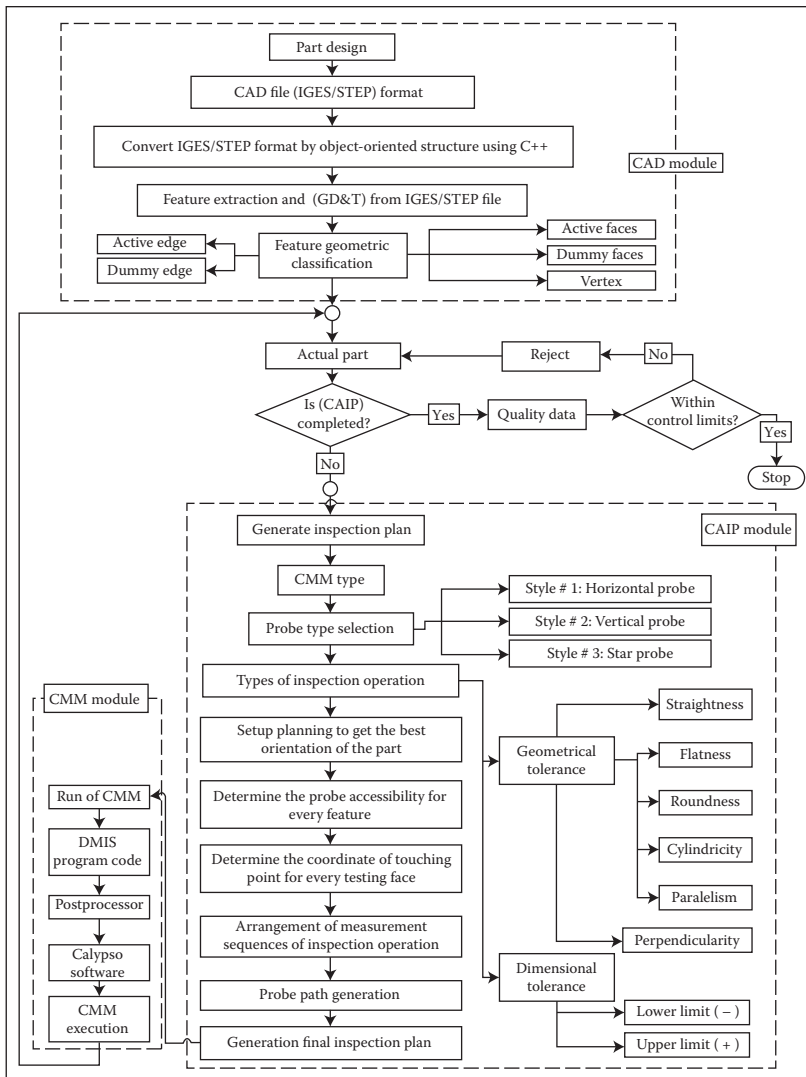 Part design
CAD file (IGES/STEP) format
Convert IGES/STEP format by object-oriented structure using C++
CAD module
Feature extraction and (GD&T) from IGES/STEP file
Active edge
Dummy edge
Feature geometric
classification
Active faces
Dummy faces
Vertex
Actual part
Reject
No
Is (CAIP)
completed?
Yes
Quality data
Within
control limits?
Yes
Stop
No
CAIP module
Generate inspection plan
CMM type
Probe type selection
Style # 1: Horizontal probe
Style # 2: Vertical probe
Style # 3: Star probe
Types of inspection operation
Setup planning to get the best
orientation of the part
Determine the probe accessibility for
every feature
Determine the coordinate of touching
point for every testing face
Arrangement of measurement
sequences of inspection operation
Probe path generation
Generation final inspection plan
Geometrical
tolerance
Straightness
Flatness
Roundness
Cylindricity
Paralelism
Perpendicularity
Dimensional
tolerance
Lower limit ( – )
Upper limit ( + )
CMM module
Run of CMM
DMIS
program code
Postprocessor
Calypso
software
CMM
execution